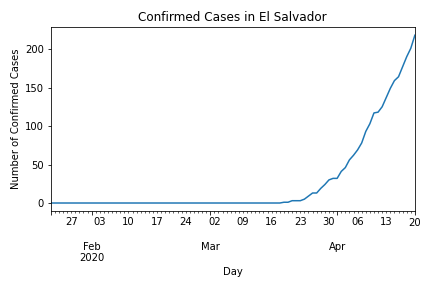 Confirmed Cases in El Salvador
Number of Confirmed Cases
200
150
100
50
0
27 03 10 17 24 02 09 16 23 30 06 13 20
Feb Mar Apr
2020
Day